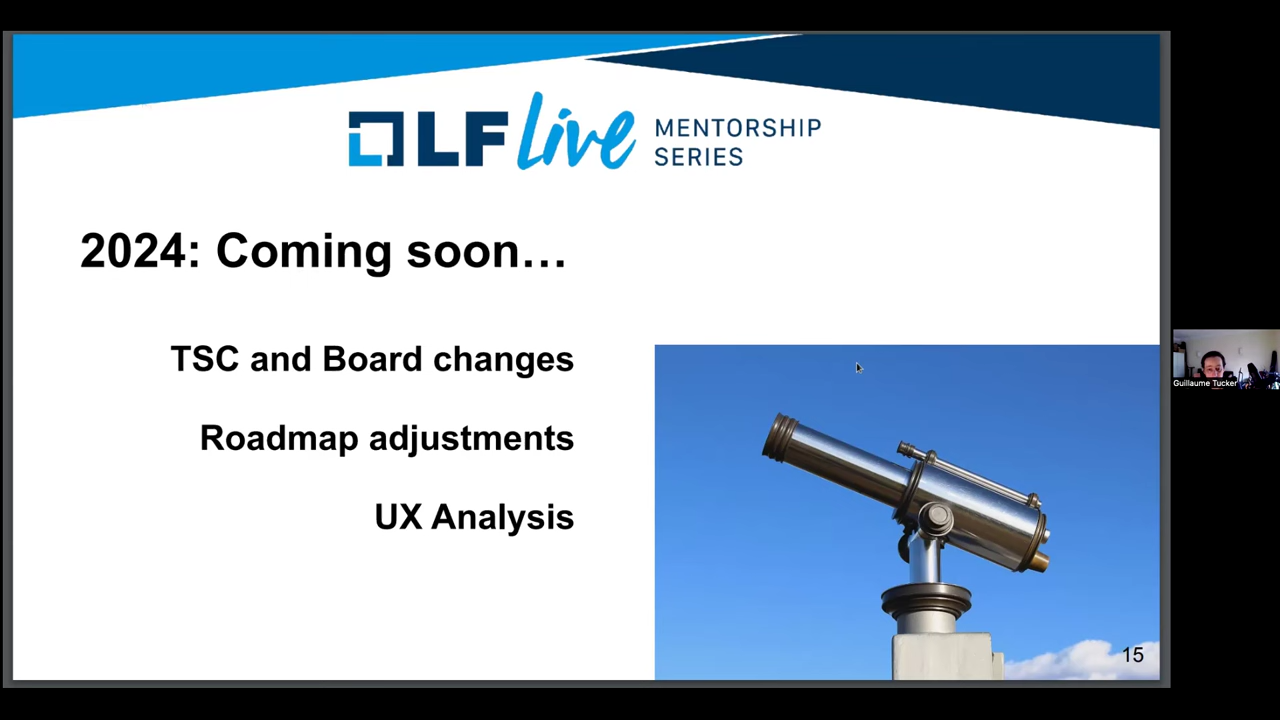 LF Live MENTORSHIP
SERIES
2024: Coming soon…
TSC and Board changes
Roadmap adjustments
UX Analysis
15
Guillaume Tucker